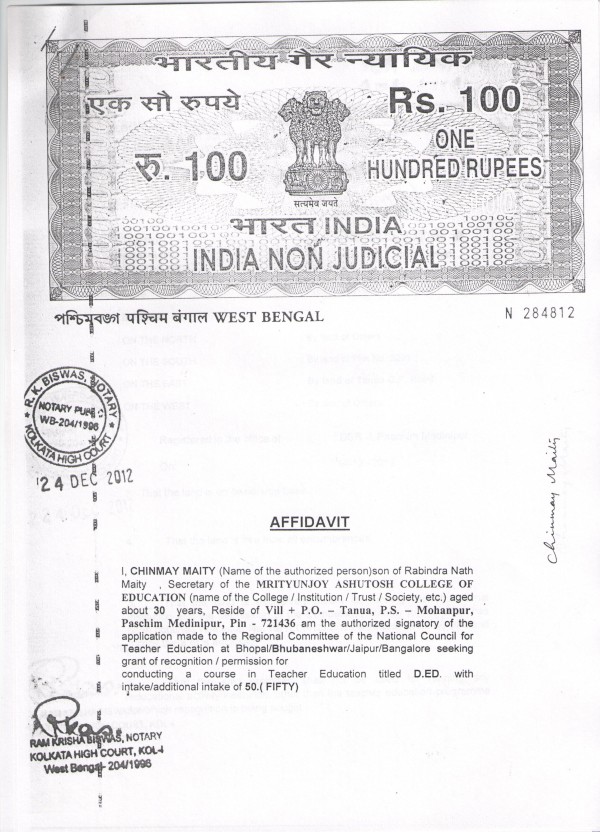 भारतीय गैर न्यायिक
एक सौ रुपये
Rs. 100
रु. 100
ONE
HUNDRED RUPEES
सत्यमेव जयते
भारत INDIA
INDIA NON JUDICIAL
পশ্চিমবঙ্গ पश्चिम बंगाल WEST BENGAL
N 284812
R. K. BISWAS, NOTARY
NOTARY
WB-204/1996
KOLKATA HIGH COURT
24 DEC 2012
Chinmay Maity
AFFIDAVIT
I, CHINMAY MAITY (Name of the authorized person)son of Rabindra Nath
Maity , Secretary of the MRITYUNJOY ASHUTOSH COLLEGE OF
EDUCATION (name of the College / Institution / Trust / Society, etc.) aged
about 30 years, Reside of Vill + P.O. – Tanua, P.S. – Mohanpur,
Paschim Medinipur, Pin - 721436 am the authorized signatory of the
application made to the Regional Committee of the National Council for
Teacher Education at Bhopal/Bhubaneshwar/Jaipur/Bangalore seeking
grant of recognition / permission for
conducting a course in Teacher Education titled D.ED. with
intake/additional intake of 50.( FIFTY)
RAM KRISHA BISWAS, NOTARY
KOLKATA HIGH COURT, KOL-I
West Bengal- 204/1996